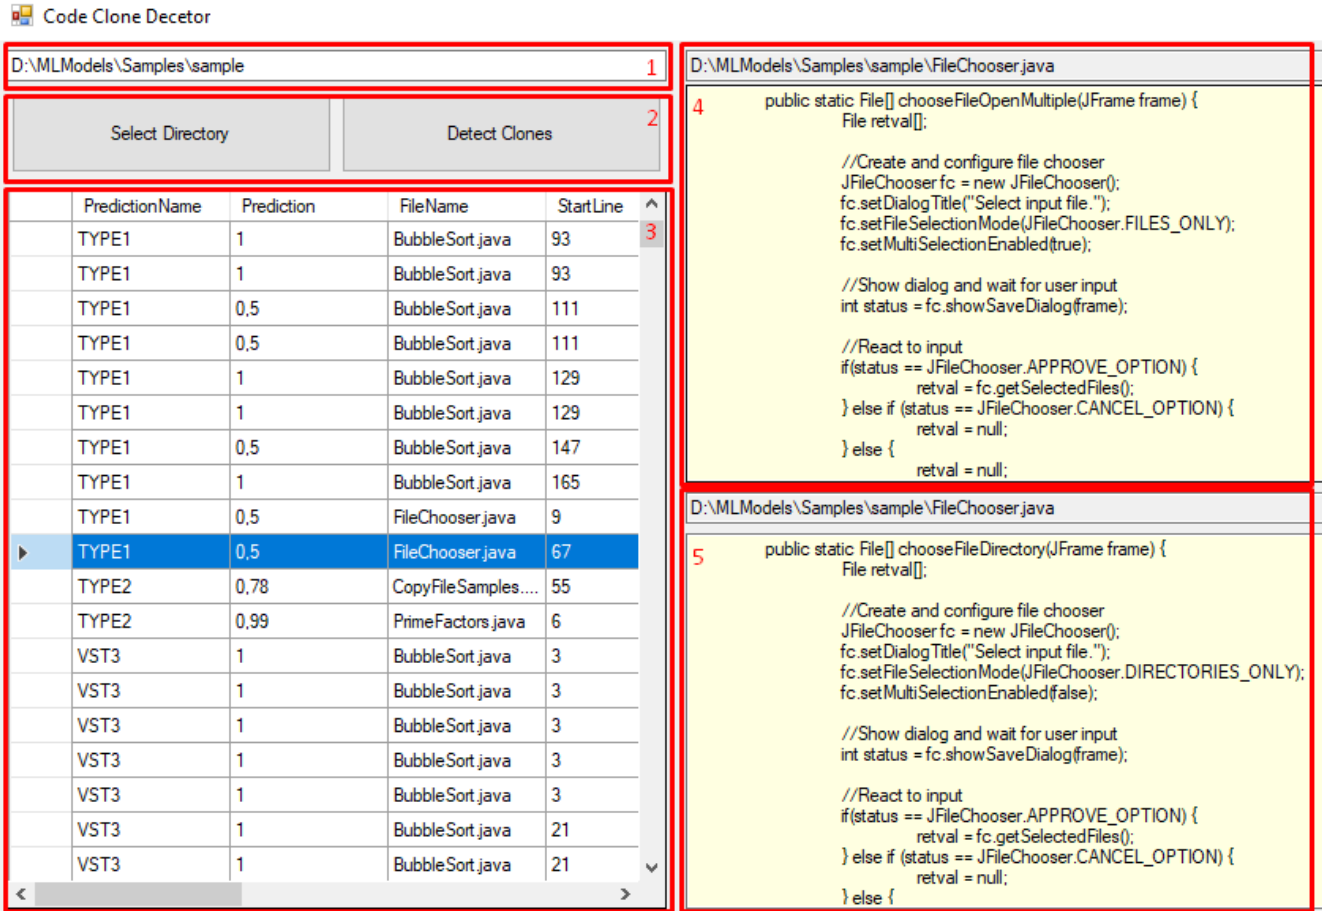 Code Clone Decetor
D:\MLModels\Samples\sample 1
Select Directory Detect Clones 2
PredictionName Prediction FileName StartLine
3
TYPE1 1 BubbleSort.java 93
TYPE1 1 BubbleSort.java 93
TYPE1 0,5 BubbleSort.java 111
TYPE1 0,5 BubbleSort.java 111
TYPE1 1 BubbleSort.java 129
TYPE1 1 BubbleSort.java 129
TYPE1 0,5 BubbleSort.java 147
TYPE1 1 BubbleSort.java 165
TYPE1 0,5 FileChooser.java 9
TYPE1 0,5 FileChooser.java 67
TYPE2 0,78 CopyFileSamples.... 55
TYPE2 0,99 PrimeFactors.java 6
VST3 1 BubbleSort.java 3
VST3 1 BubbleSort.java 3
VST3 1 BubbleSort.java 3
VST3 1 BubbleSort.java 3
VST3 1 BubbleSort.java 3
VST3 1 BubbleSort.java 21
VST3 1 BubbleSort.java 21
D:\MLModels\Samples\sample\FileChooser.java
4
public static File[] chooseFileOpenMultiple(JFrame frame) {
File retval[];
//Create and configure file chooser
JFileChooser fc = new JFileChooser();
fc.setDialogTitle("Select input file.");
fc.setFileSelectionMode(JFileChooser.FILES_ONLY);
fc.setMultiSelectionEnabled(true);
//Show dialog and wait for user input
int status = fc.showSaveDialog(frame);
//React to input
if(status == JFileChooser.APPROVE_OPTION) {
retval = fc.getSelectedFiles();
} else if (status == JFileChooser.CANCEL_OPTION) {
retval = null;
} else {
retval = null;
D:\MLModels\Samples\sample\FileChooser.java
5
public static File[] chooseFileDirectory(JFrame frame) {
File retval[];
//Create and configure file chooser
JFileChooser fc = new JFileChooser();
fc.setDialogTitle("Select input file.");
fc.setFileSelectionMode(JFileChooser.DIRECTORIES_ONLY);
fc.setMultiSelectionEnabled(false);
//Show dialog and wait for user input
int status = fc.showSaveDialog(frame);
//React to input
if(status == JFileChooser.APPROVE_OPTION) {
retval = fc.getSelectedFiles();
} else if (status == JFileChooser.CANCEL_OPTION) {
retval = null;
} else {